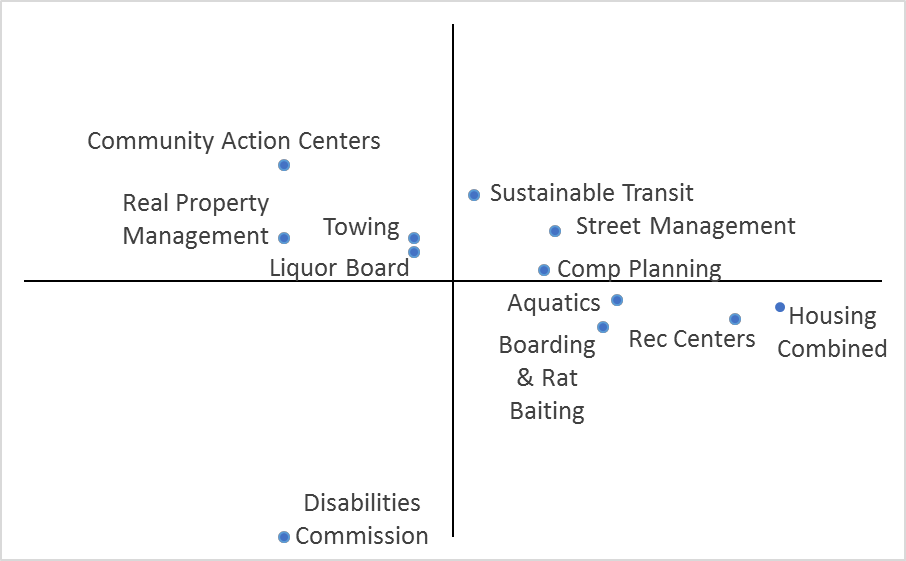 Community Action Centers
Sustainable Transit
Real Property
Management
Towing
Street Management
Liquor Board
Comp Planning
Aquatics
Housing
Combined
Rec Centers
Boarding
& Rat
Baiting
Disabilities
Commission